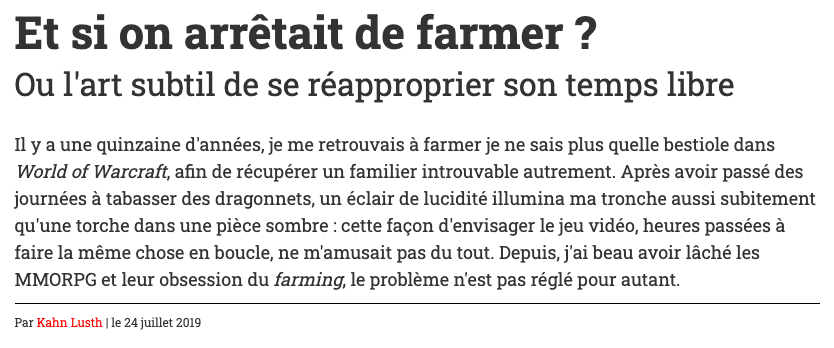 Et si on arrêtait de farmer ?
Ou l'art subtil de se réapproprier son temps libre
Il y a une quinzaine d'années, je me retrouvais à farmer je ne sais plus quelle bestiole dans
World of Warcraft, afin de récupérer un familier introuvable autrement. Après avoir passé des
journées à tabasser des dragonnets, un éclair de lucidité illumina ma tronche aussi subitement
qu'une torche dans une pièce sombre : cette façon d'envisager le jeu vidéo, heures passées à
faire la même chose en boucle, ne m'amusait pas du tout. Depuis, j'ai beau avoir lâché les
MMORPG et leur obsession du farming, le problème n'est pas réglé pour autant.
Par Kahn Lusth | le 24 juillet 2019